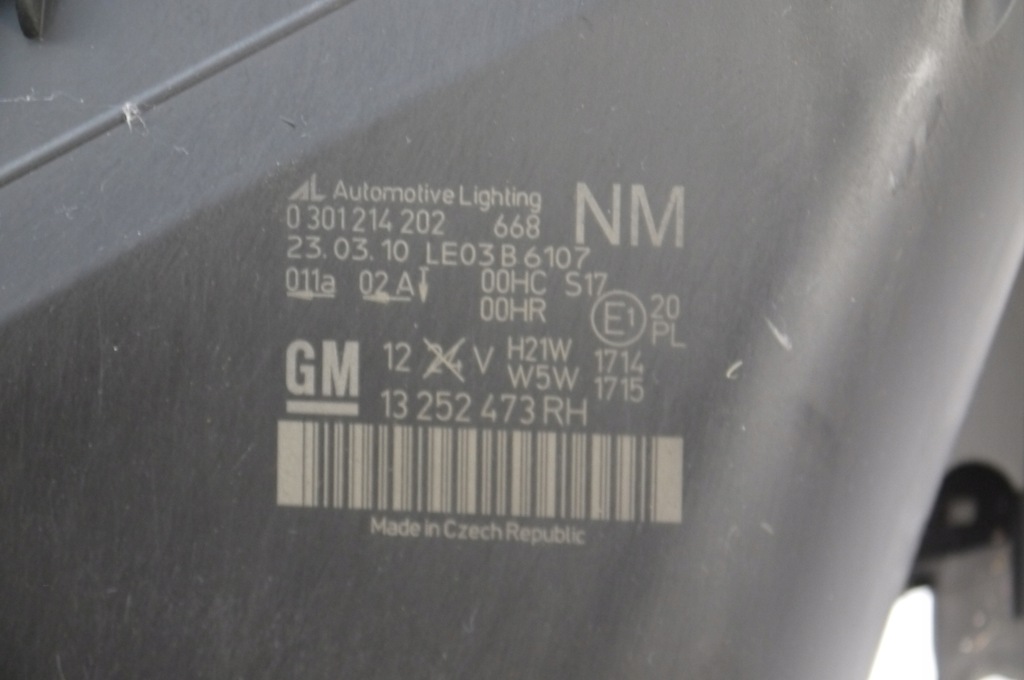 AL Automotive Lighting NM
0 301 214 202 668
23.03.10 LE03 B 6107
011a 02 A 00HC S17
00HR E1 20 PL
GM 12 24 V H21W 1714
W5W 1715
13 252 473 RH
Made in Czech Republic